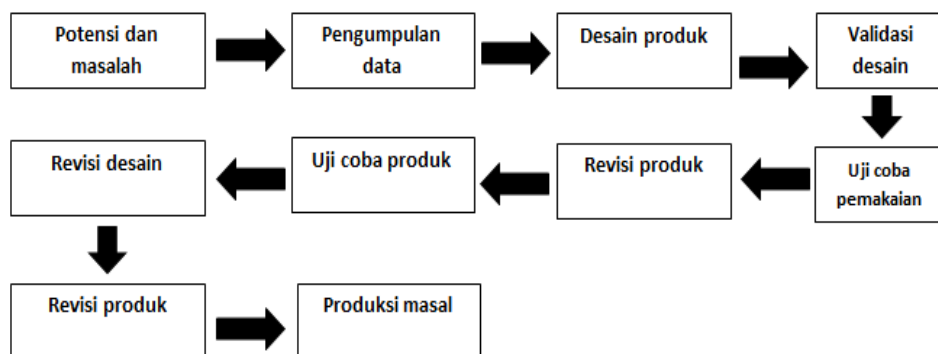 Potensi dan
masalah
Pengumpulan
data
Desain produk
Validasi
desain
Uji coba
pemakaian
Revisi produk
Uji coba produk
Revisi desain
Revisi produk
Produksi masal